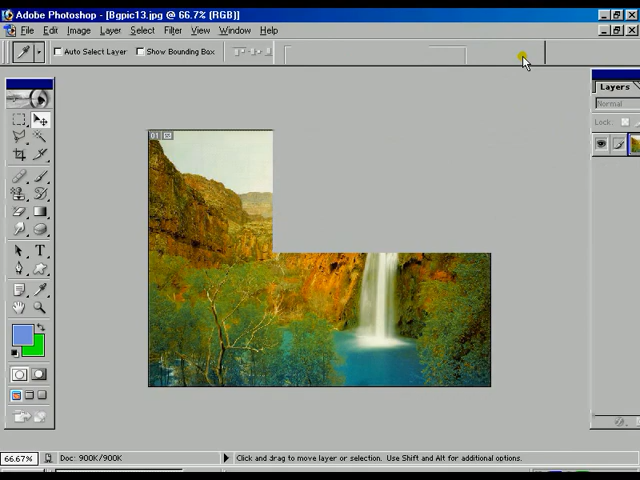 Adobe Photoshop - [Bgpic13.jpg @ 66.7% (RGB)]
File Edit Image Layer Select Filter View Window Help
Auto Select Layer Show Bounding Box
Layers
Normal
Lock:
01
T
66.67% Doc: 900K/900K Click and drag to move layer or selection. Use Shift and Alt for additional options.